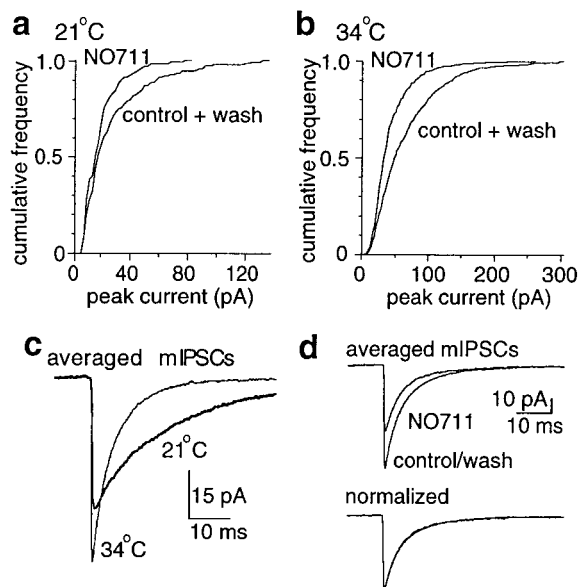 a 21°C
NO711
1.0
0.5
0
cumulative frequency
control + wash
0 40 80 120
peak current (pA)
b 34°C
NO711
1.0
0.5
0
cumulative frequency
control + wash
0 100 200 300
peak current (pA)
c
averaged mIPSCs
21°C
34°C
15 pA
10 ms
d
averaged mIPSCs
10 pA
10 ms
NO711
control/wash
normalized